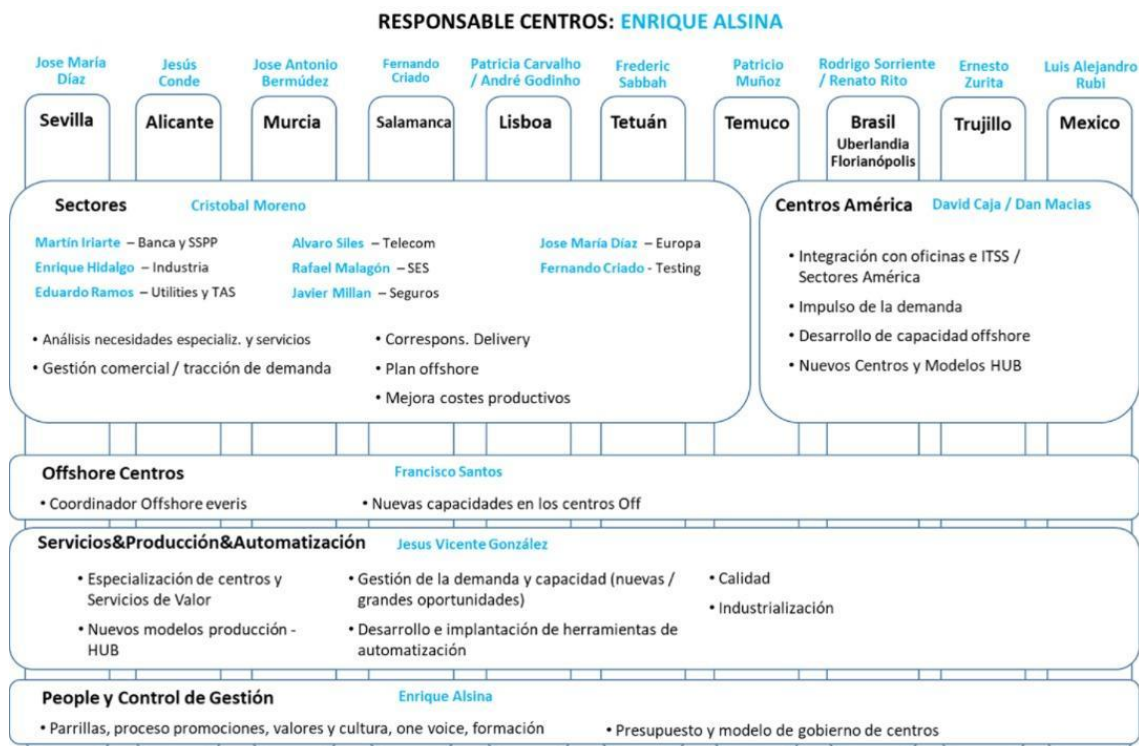 RESPONSABLE CENTROS: ENRIQUE ALSINA
Jose María
Díaz
Jesús
Conde
Jose Antonio
Bermúdez
Fernando
Criado
Patricia Carvalho
/ André Godinho
Frederic
Sabbah
Patricio
Muñoz
Rodrigo Sorriente
/ Renato Rito
Ernesto
Zurita
Luis Alejandro
Rubi
Sevilla
Alicante
Murcia
Salamanca
Lisboa
Tetuán
Temuco
Brasil
Uberlandia
Florianópolis
Trujillo
Mexico
Sectores Cristobal Moreno
Martín Iriarte – Banca y SSPP
Enrique Hidalgo – Industria
Eduardo Ramos – Utilities y TAS
Alvaro Siles – Telecom
Rafael Malagón – SES
Javier Millan – Seguros
Jose María Díaz – Europa
Fernando Criado - Testing
• Análisis necesidades especializ. y servicios
• Gestión comercial / tracción de demanda
• Correspons. Delivery
• Plan offshore
• Mejora costes productivos
Centros América David Caja / Dan Macias
• Integración con oficinas e ITSS /
Sectores América
• Impulso de la demanda
• Desarrollo de capacidad offshore
• Nuevos Centros y Modelos HUB
Offshore Centros Francisco Santos
• Coordinador Offshore everis
• Nuevas capacidades en los centros Off
Servicios&Producción&Automatización Jesus Vicente González
• Especialización de centros y
Servicios de Valor
• Nuevos modelos producción -
HUB
• Gestión de la demanda y capacidad (nuevas /
grandes oportunidades)
• Desarrollo e implantación de herramientas de
automatización
• Calidad
• Industrialización
People y Control de Gestión Enrique Alsina
• Parrillas, proceso promociones, valores y cultura, one voice, formación
• Presupuesto y modelo de gobierno de centros